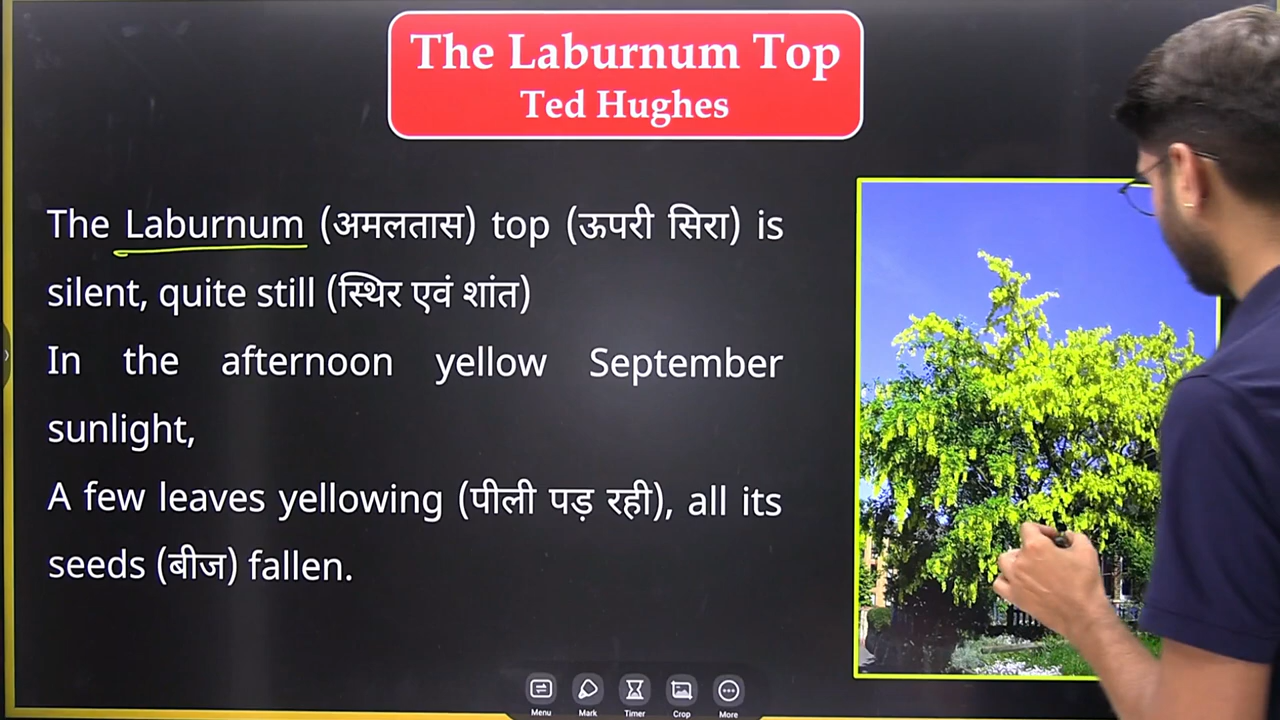 The Laburnum Top
Ted Hughes
The Laburnum (अमलतास) top (ऊपरी सिरा) is
silent, quite still (स्थिर एवं शांत)
In the afternoon yellow September
sunlight,
A few leaves yellowing (पीली पड़ रही), all its
seeds (बीज) fallen.
Menu
Mark
Timer
Crop
More